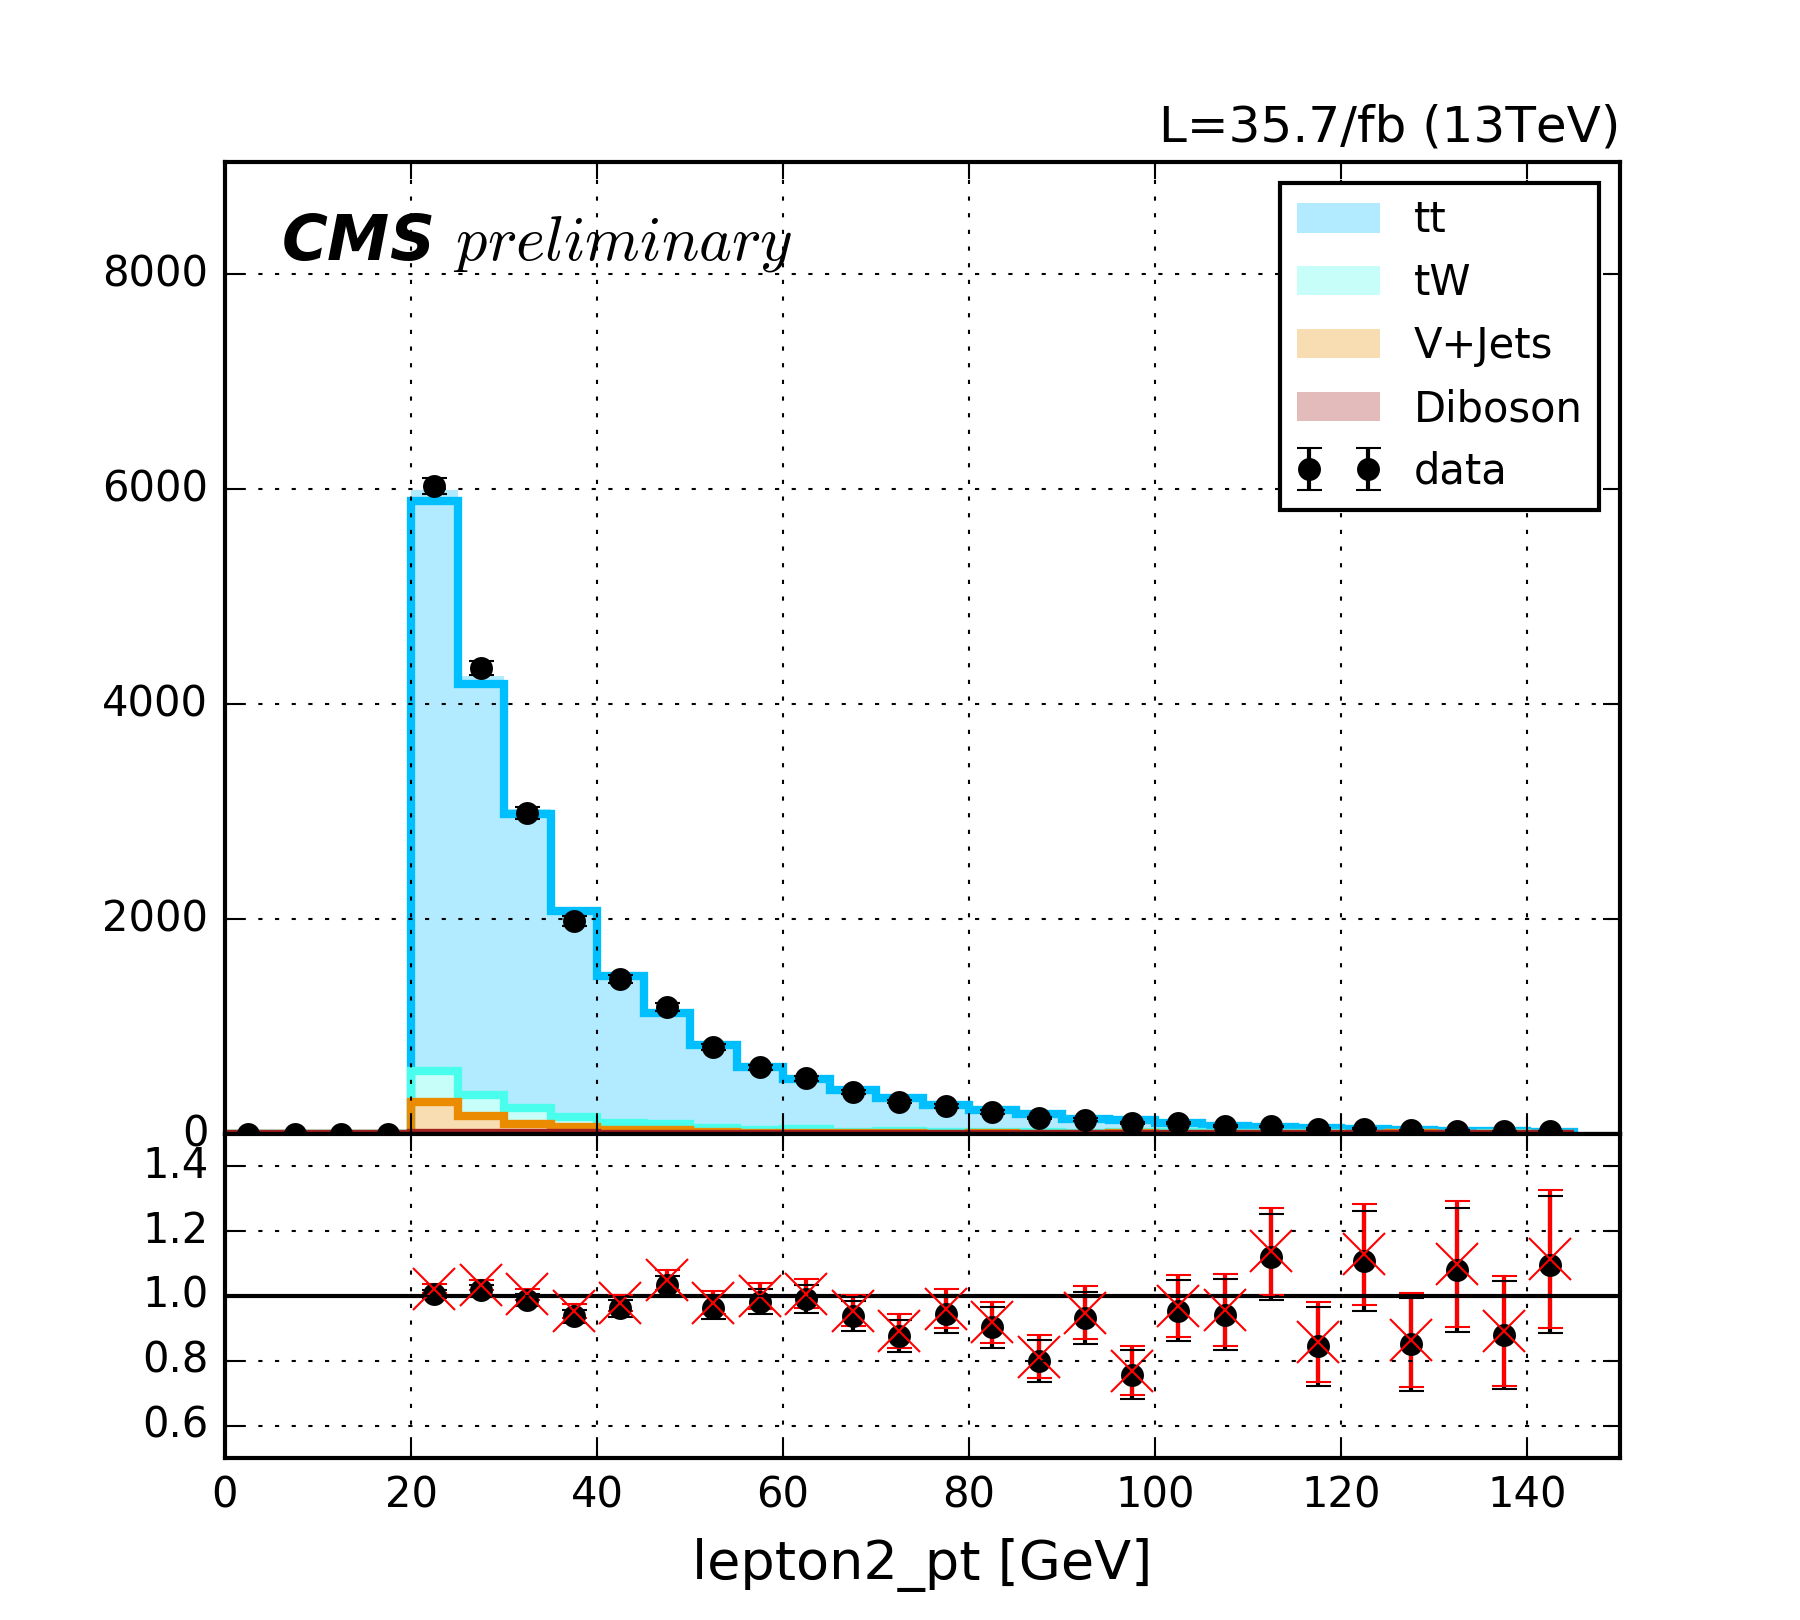 L=35.7/fb (13TeV)
CMS preliminary
tt
tW
V+Jets
Diboson
data
8000
6000
4000
2000
0
1.4
1.2
1.0
0.8
0.6
0 20 40 60 80 100 120 140
lepton2_pt [GeV]